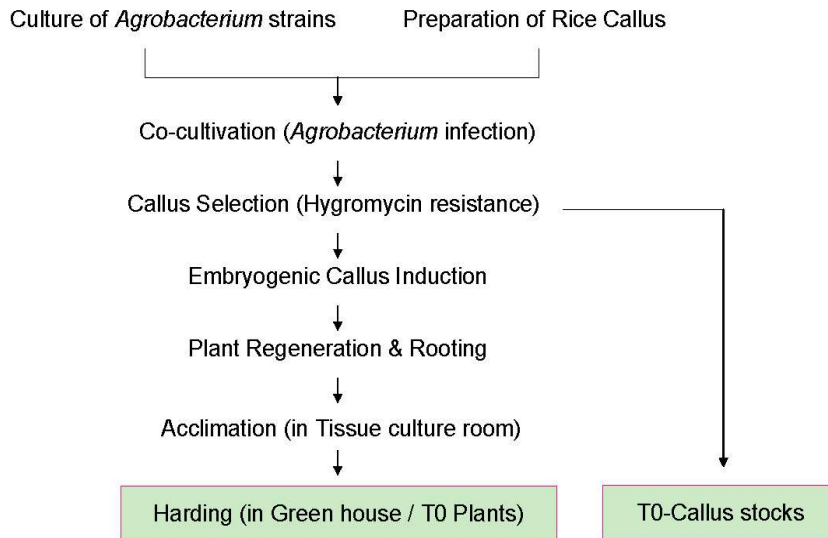 Culture of Agrobacterium strains
Preparation of Rice Callus
Co-cultivation (Agrobacterium infection)
Callus Selection (Hygromycin resistance)
Embryogenic Callus Induction
Plant Regeneration & Rooting
Acclimation (in Tissue culture room)
Harding (in Green house / T0 Plants)
T0-Callus stocks